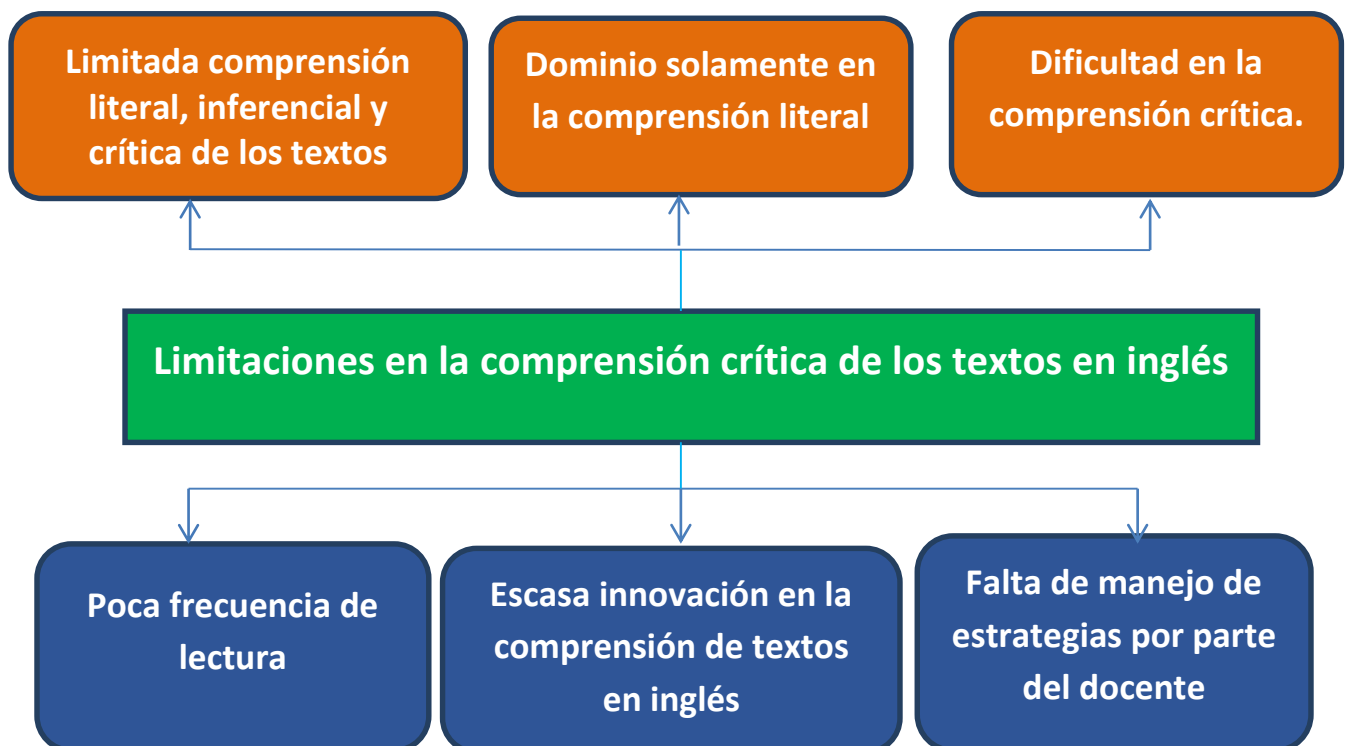 Limitada comprensión
literal, inferencial y
crítica de los textos
Dominio solamente en
la comprensión literal
Dificultad en la
comprensión crítica.
Limitaciones en la comprensión crítica de los textos en inglés
Poca frecuencia de
lectura
Escasa innovación en la
comprensión de textos
en inglés
Falta de manejo de
estrategias por parte
del docente